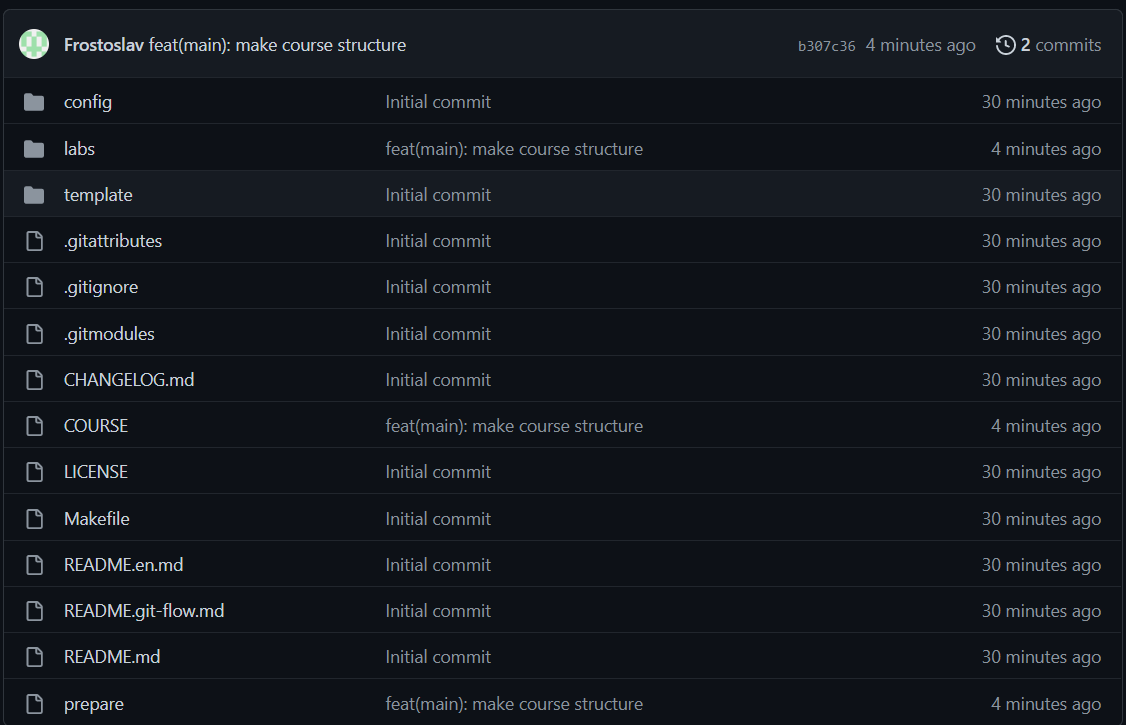 Frostoslav feat(main): make course structure b307c36 4 minutes ago 2 commits
config Initial commit 30 minutes ago
labs feat(main): make course structure 4 minutes ago
template Initial commit 30 minutes ago
.gitattributes Initial commit 30 minutes ago
.gitignore Initial commit 30 minutes ago
.gitmodules Initial commit 30 minutes ago
CHANGELOG.md Initial commit 30 minutes ago
COURSE feat(main): make course structure 4 minutes ago
LICENSE Initial commit 30 minutes ago
Makefile Initial commit 30 minutes ago
README.en.md Initial commit 30 minutes ago
README.git-flow.md Initial commit 30 minutes ago
README.md Initial commit 30 minutes ago
prepare feat(main): make course structure 4 minutes ago